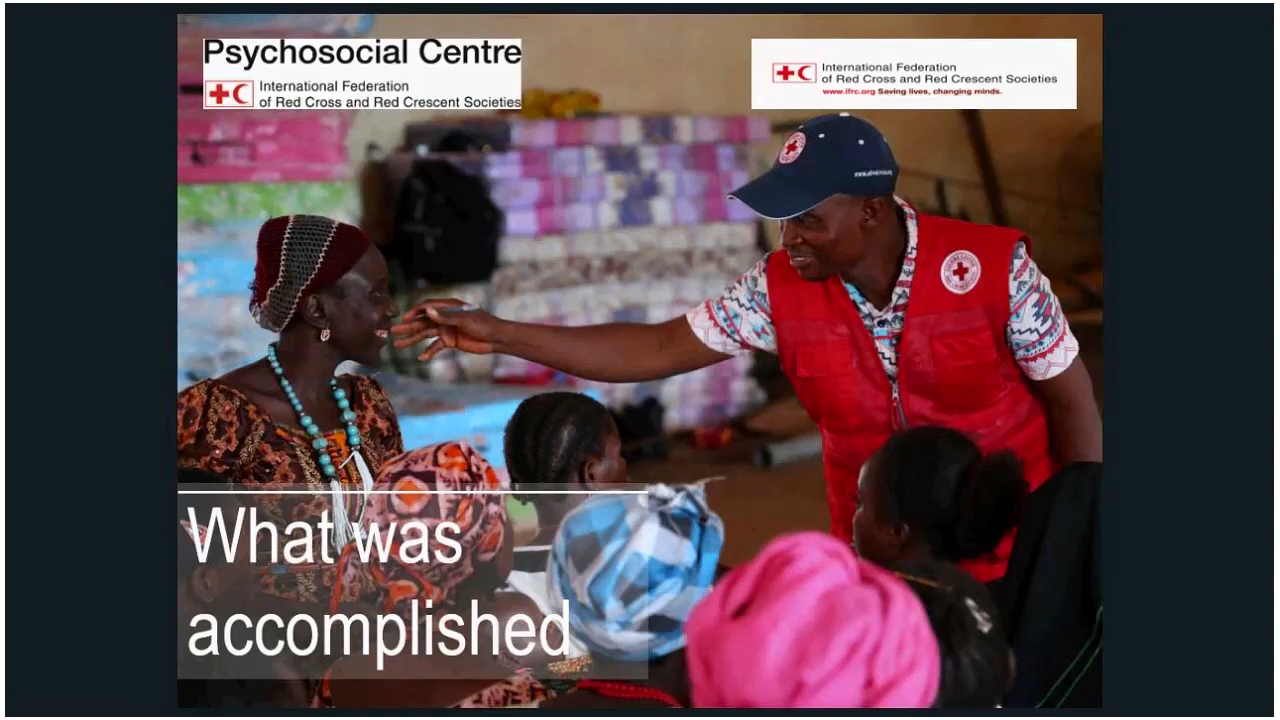 Psychosocial Centre
International Federation
of Red Cross and Red Crescent Societies
International Federation
of Red Cross and Red Crescent Societies
www.ifrc.org Saving lives, changing minds.
What was
accomplished